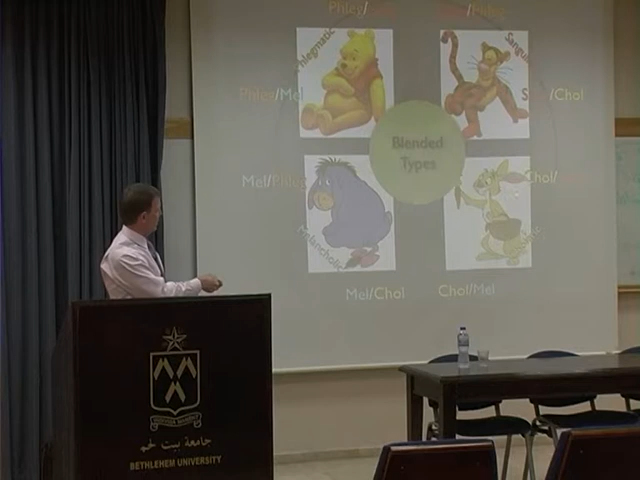 Phleg/
/Phleg
Phlegmatic
Sanguine
Phleg/Mel
/Chol
Blended
Types
Mel/Phleg
Chol/
Melancholic
Mel/Chol
Chol/Mel
جامعة بيت لحم
BETHLEHEM UNIVERSITY